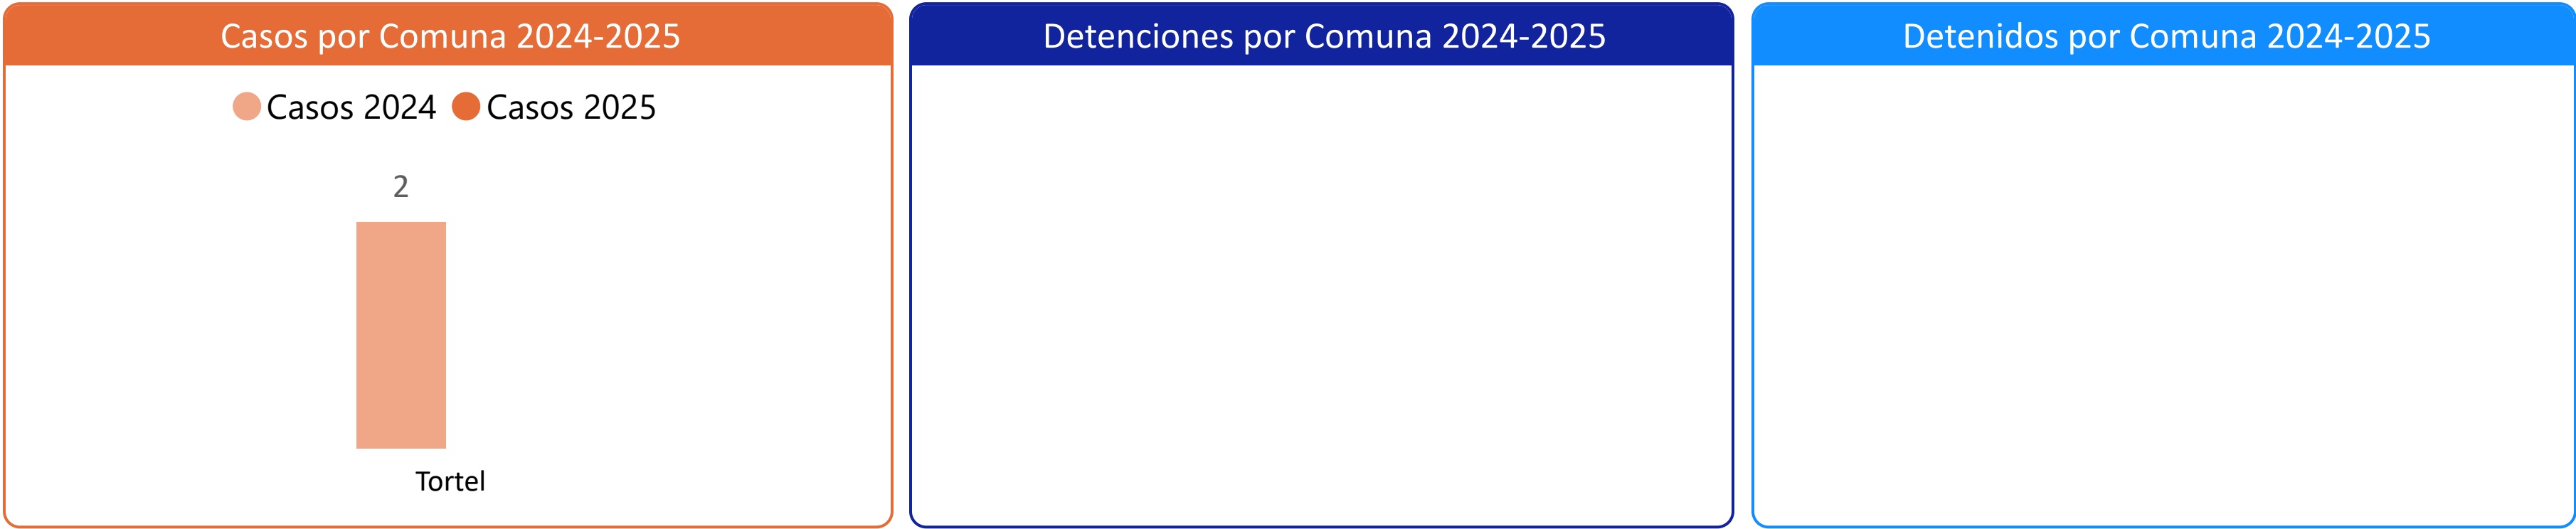 Casos por Comuna 2024-2025
Casos 2024 Casos 2025
2
Tortel
Detenciones por Comuna 2024-2025
Detenidos por Comuna 2024-2025